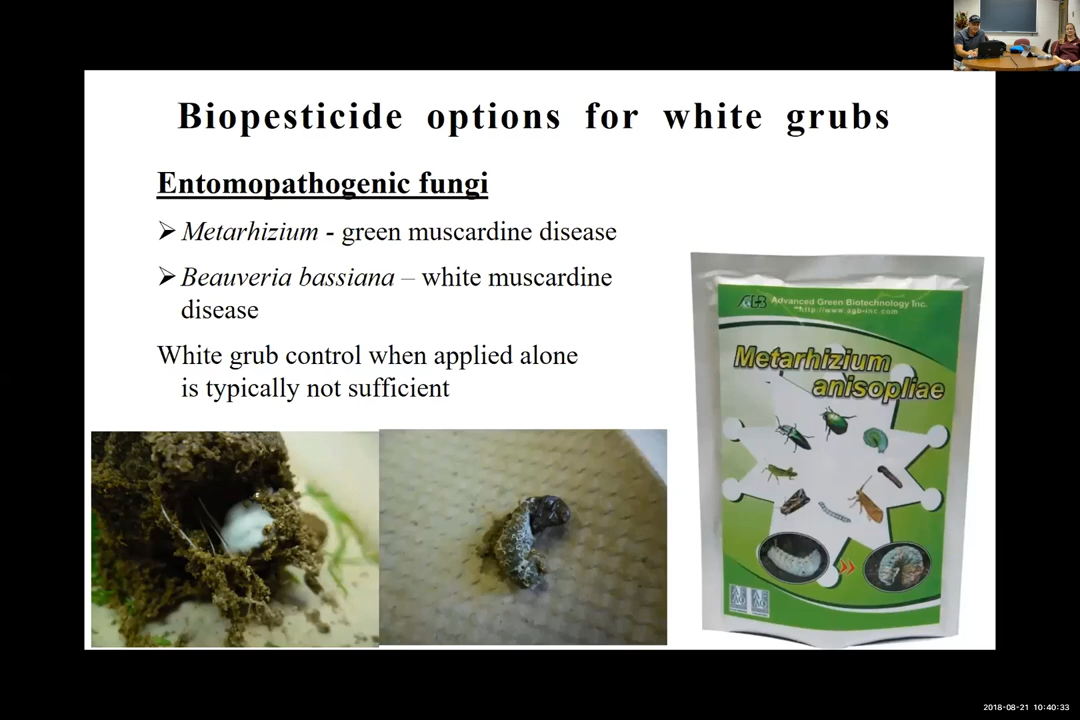 Biopesticide options for white grubs
Entomopathogenic fungi
➢ Metarhizium - green muscardine disease
➢ Beauveria bassiana – white muscardine
disease
White grub control when applied alone
is typically not sufficient
AGB Advanced Green Biotechnology Inc.
http://www.agb-inc.com
Metarhizium
anisopliae
2018-08-21 10:40:33